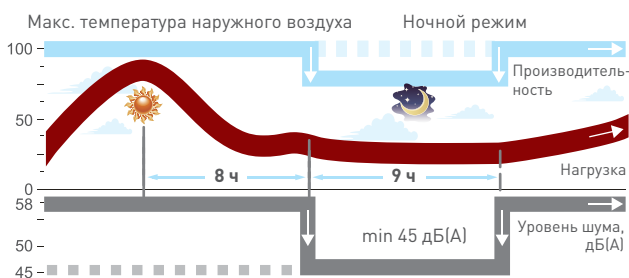 Макс. температура наружного воздуха
Ночной режим
100
Производитель-
ность
50
8 ч
9 ч
Нагрузка
0
58
Уровень шума,
дБ(А)
min 45 дБ(А)
50
45